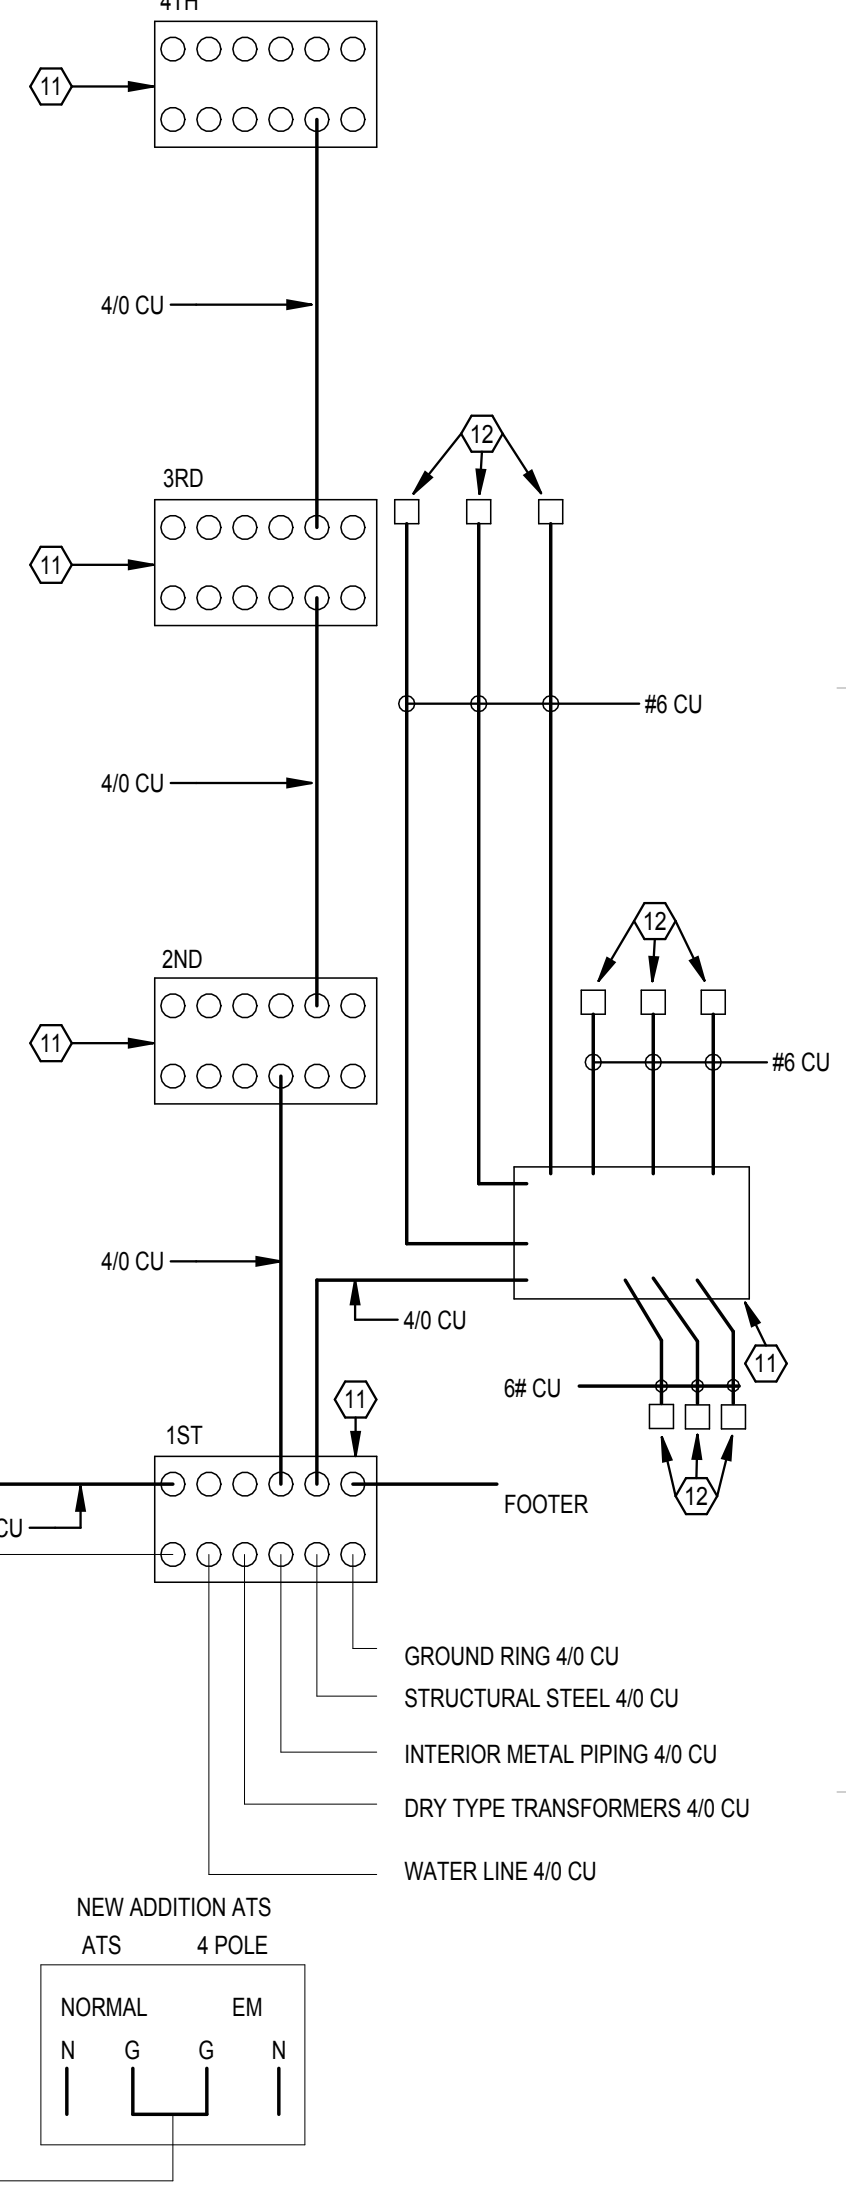 4TH
11
4/0 CU
12
3RD
11
#6 CU
4/0 CU
12
2ND
11
#6 CU
4/0 CU
4/0 CU
11
6# CU
11
1ST
12
FOOTER
CU
GROUND RING 4/0 CU
STRUCTURAL STEEL 4/0 CU
INTERIOR METAL PIPING 4/0 CU
DRY TYPE TRANSFORMERS 4/0 CU
WATER LINE 4/0 CU
NEW ADDITION ATS
ATS 4 POLE
NORMAL EM
N G G N